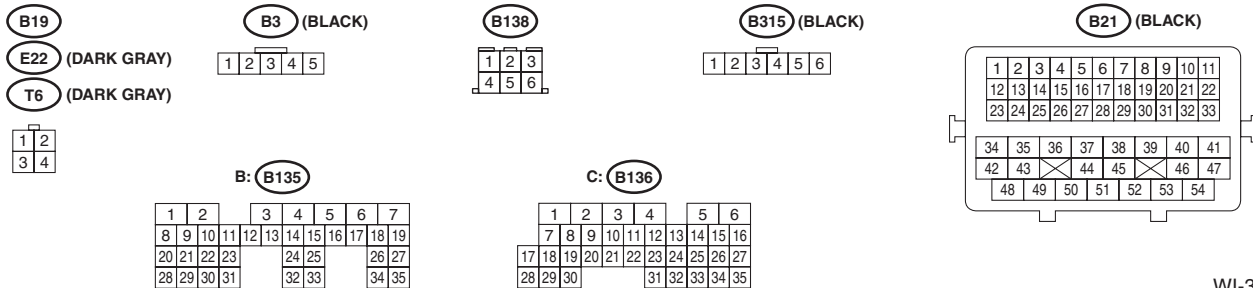 B19
E22 (DARK GRAY)
T6 (DARK GRAY)
1 2
3 4
B3 (BLACK)
1 2 3 4 5
B138
1 2 3
4 5 6
B315 (BLACK)
1 2 3 4 5 6
B21 (BLACK)
1 2 3 4 5 6 7 8 9 10 11
12 13 14 15 16 17 18 19 20 21 22
23 24 25 26 27 28 29 30 31 32 33
34 35 36 37 38 39 40 41
42 43 44 45 46 47
48 49 50 51 52 53 54
B: B135
1 2 3 4 5 6 7
8 9 10 11 12 13 14 15 16 17 18 19
20 21 22 23 24 25 26 27
28 29 30 31 32 33 34 35
C: B136
1 2 3 4 5 6
7 8 9 10 11 12 13 14 15 16
17 18 19 20 21 22 23 24 25 26 27
28 29 30 31 32 33 34 35